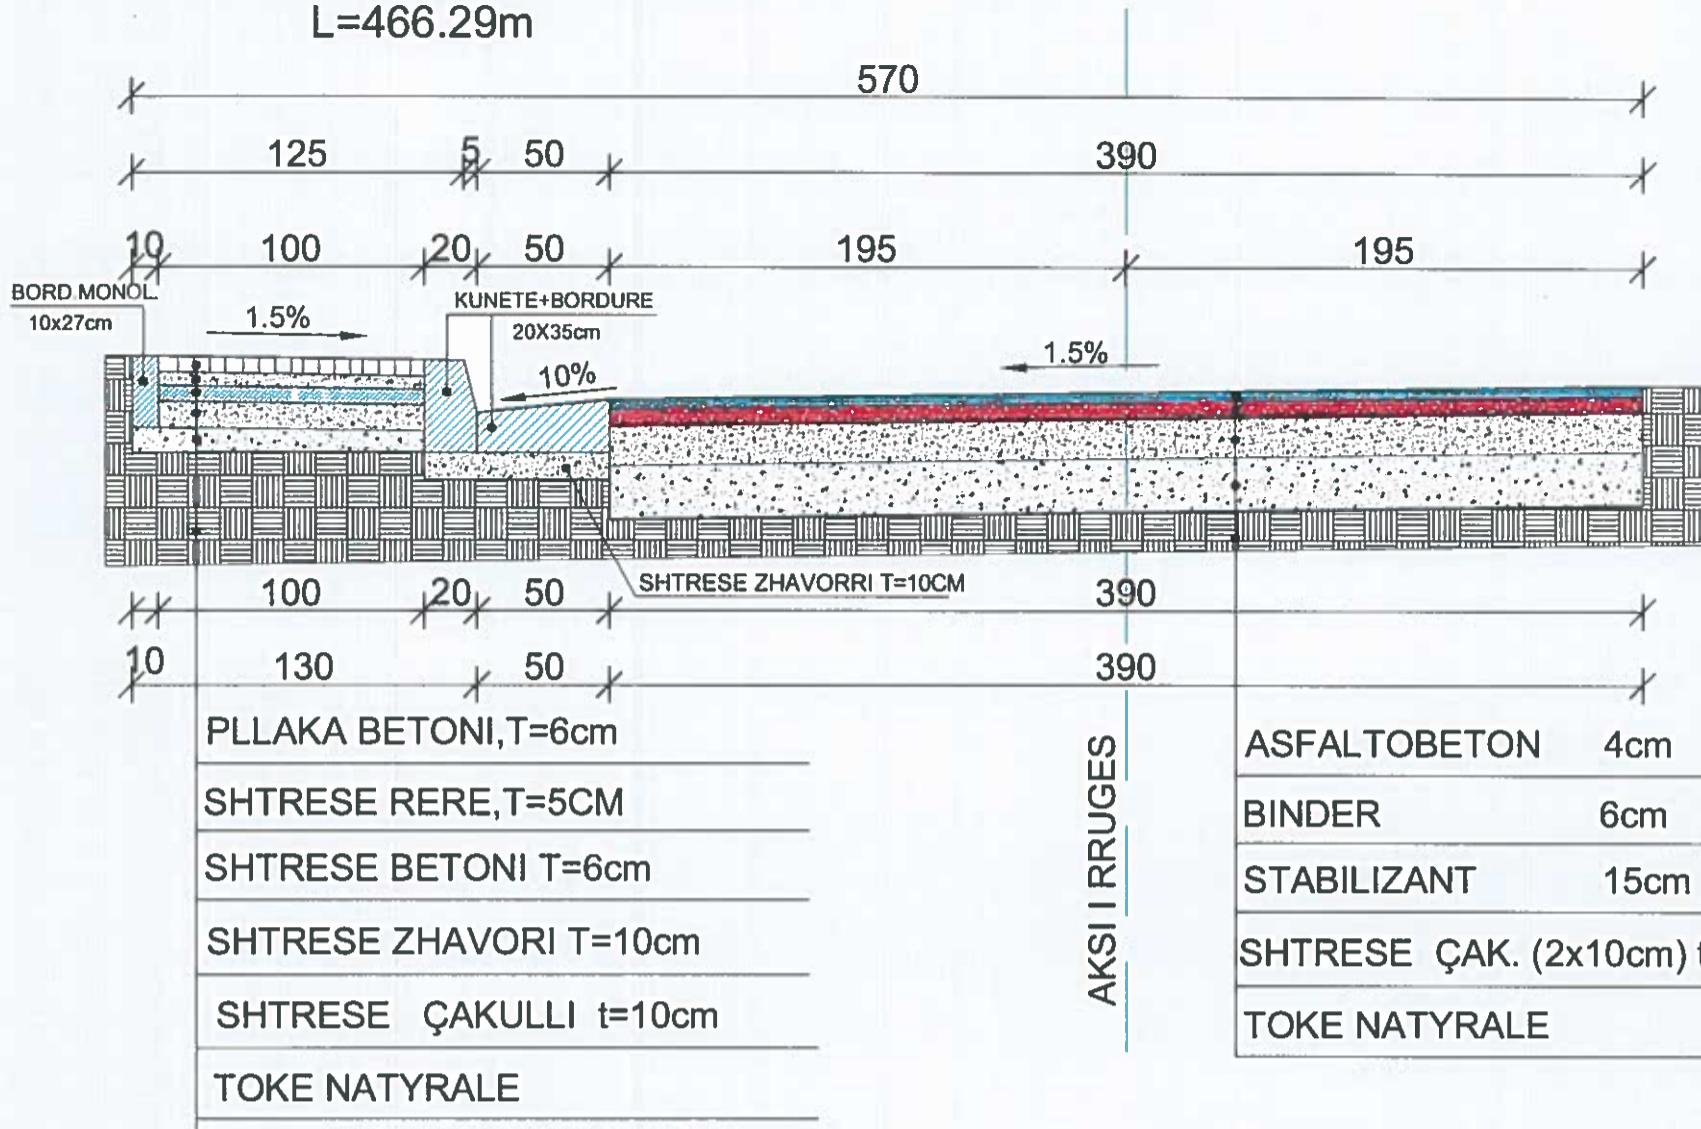 L=466.29m
570
125 5 50 390
10 100 20 50 195 195
BORD.MONOL.
10x27cm
1.5%
KUNETE+BORDURE
20X35cm
10%
1.5%
SHTRESE ZHAVORRI T=10CM
100 20 50 390
10 130 50 390
PLLAKA BETONI,T=6cm
SHTRESE RERE,T=5CM
SHTRESE BETONI T=6cm
SHTRESE ZHAVORI T=10cm
SHTRESE ÇAKULLI t=10cm
TOKE NATYRALE
AKSI I RRUGES
ASFALTOBETON 4cm
BINDER 6cm
STABILIZANT 15cm
SHTRESE ÇAK. (2x10cm)
TOKE NATYRALE